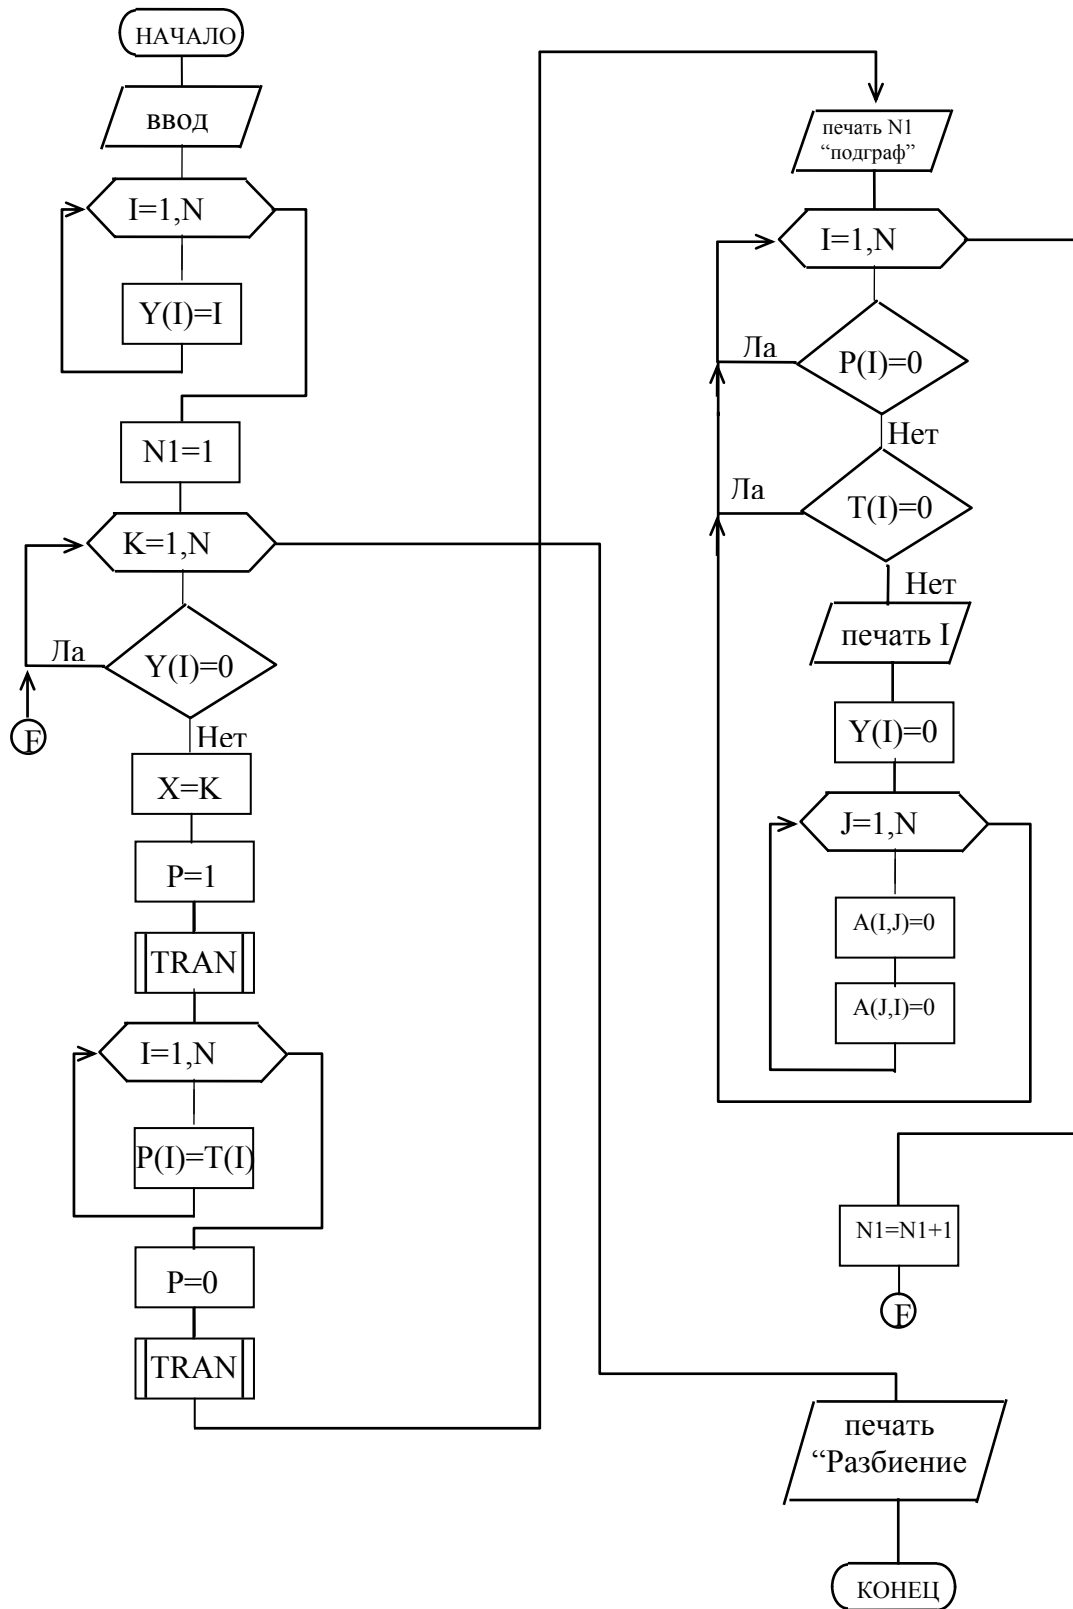 НАЧАЛО
ввод
I=1,N
Y(I)=I
N1=1
K=1,N
Ла
Y(I)=0
F
Нет
X=K
P=1
TRAN
I=1,N
P(I)=T(I)
P=0
TRAN
печать N1
“подграф”
I=1,N
Ла
P(I)=0
Нет
Ла
T(I)=0
Нет
печать I
Y(I)=0
J=1,N
A(I,J)=0
A(J,I)=0
N1=N1+1
F
печать
“Разбиение
КОНЕЦ